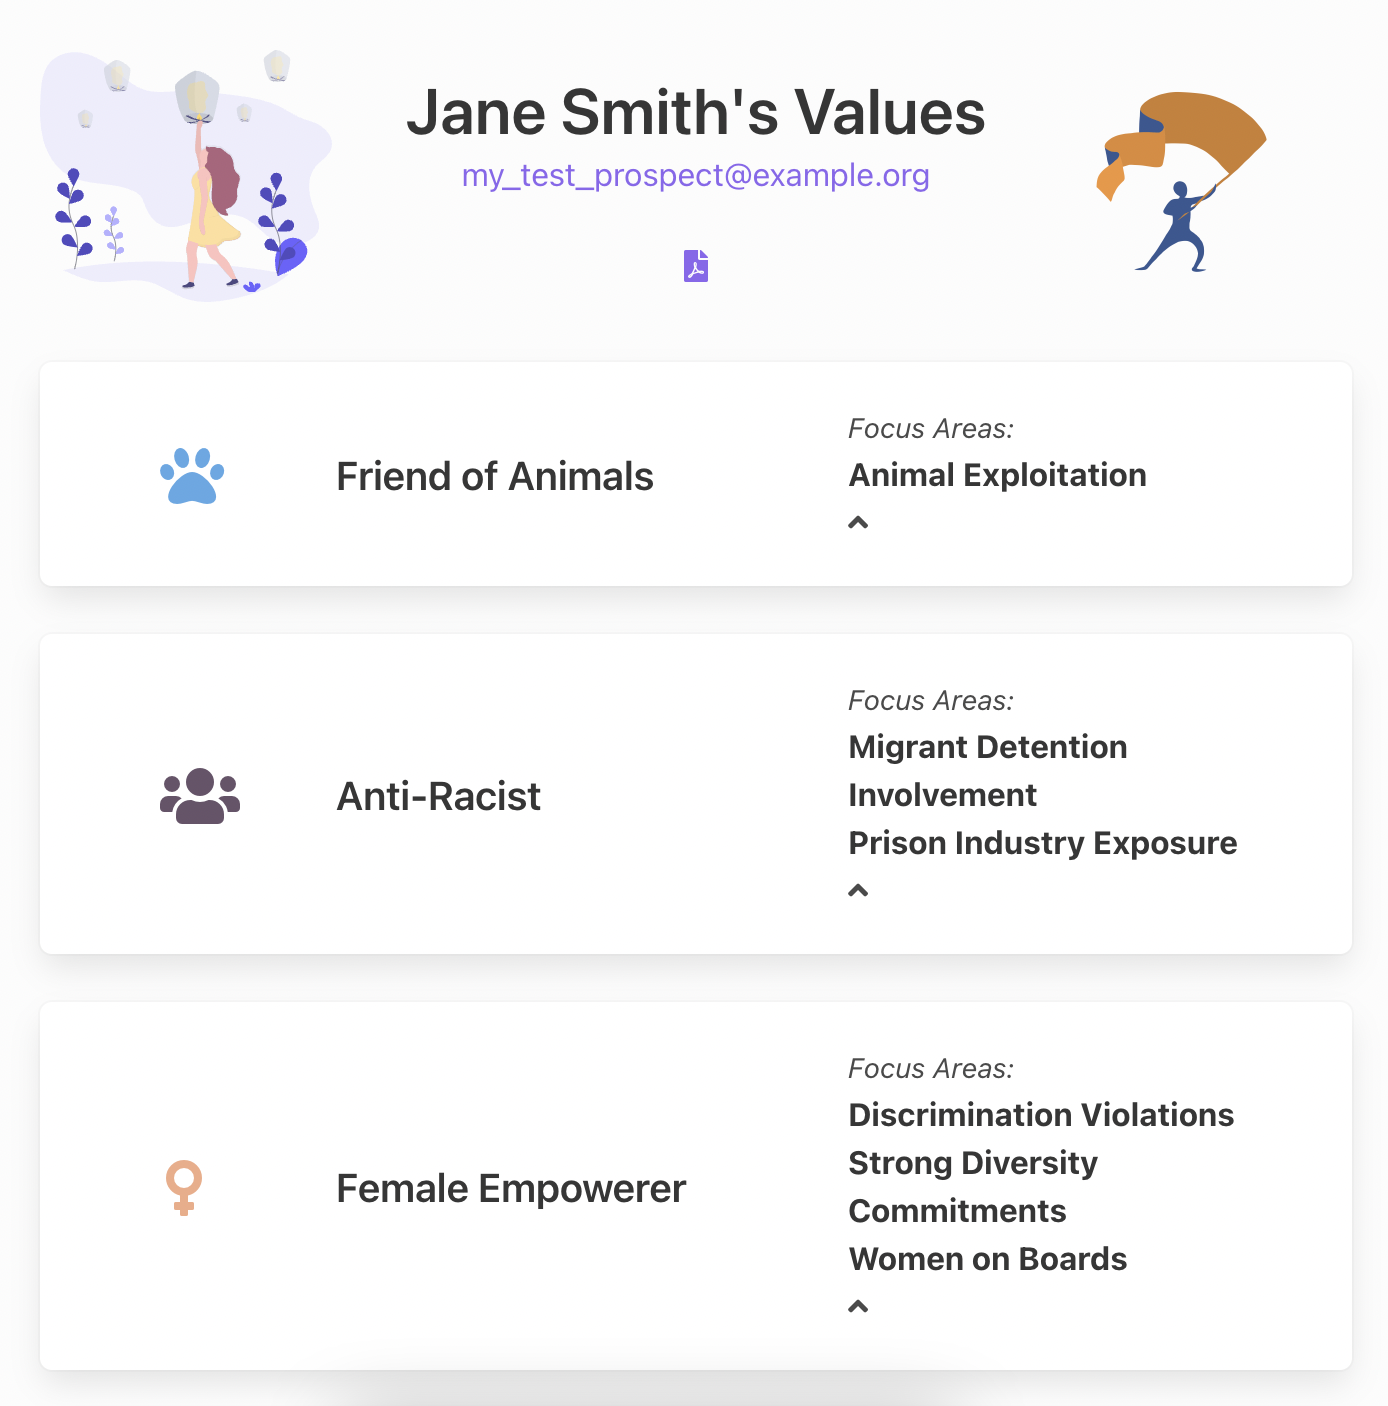 Jane Smith's Values
my_test_prospect@example.org
Friend of Animals
Focus Areas:
Animal Exploitation
Anti-Racist
Focus Areas:
Migrant Detention
Involvement
Prison Industry Exposure
Female Empowerer
Focus Areas:
Discrimination Violations
Strong Diversity
Commitments
Women on Boards